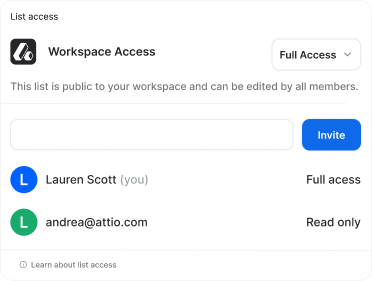 List access
Workspace Access
Full Access
This list is public to your workspace and can be edited by all members.
Invite
L
Lauren Scott (you)
Full acess
L
andrea@attio.com
Read only
Learn about list access